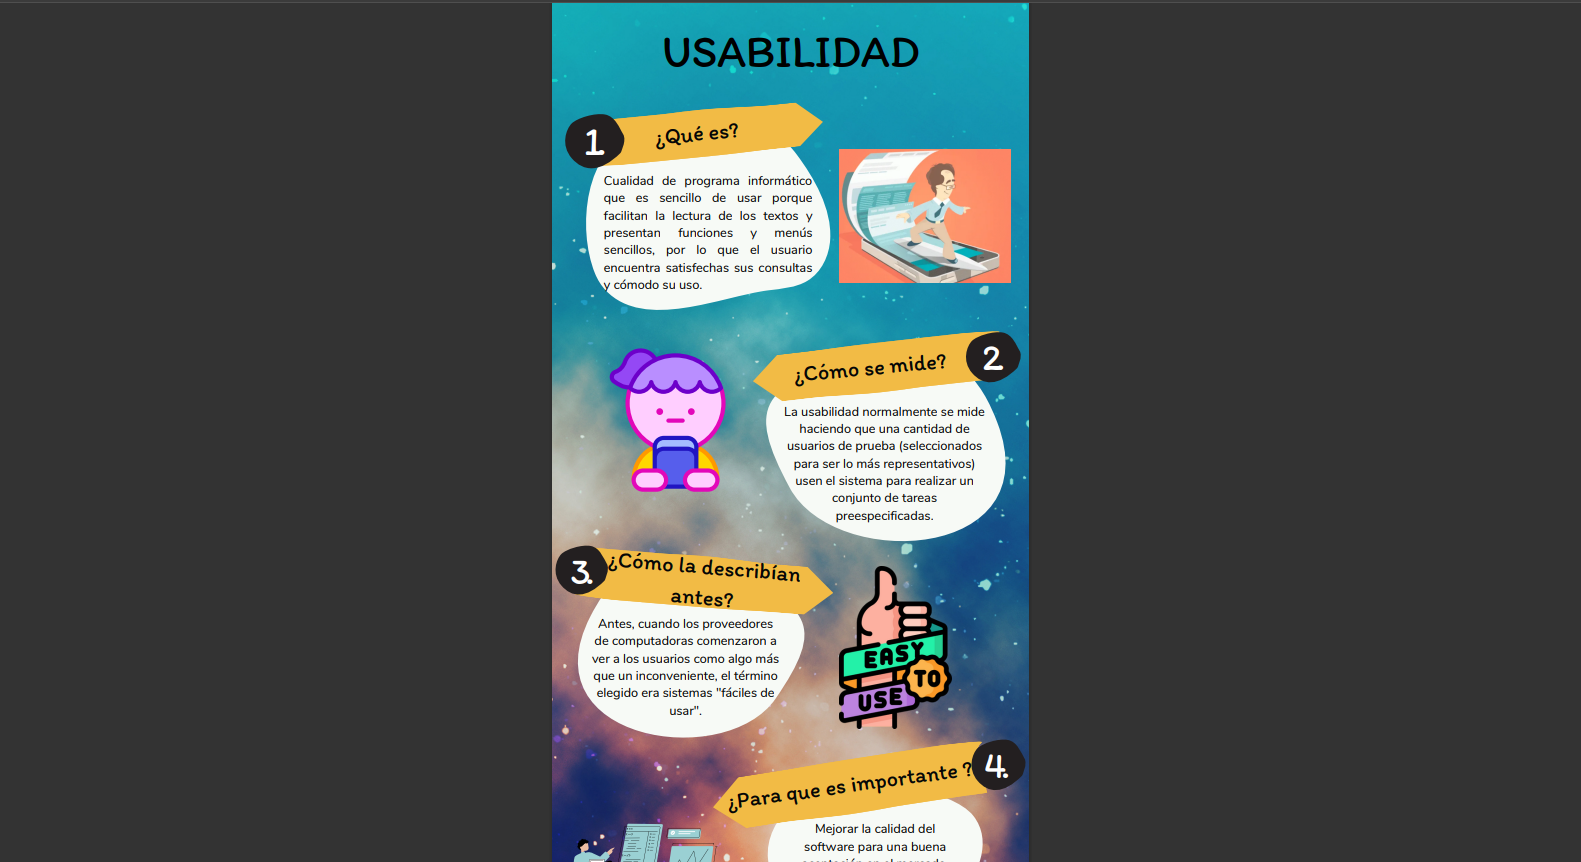 USABILIDAD
1.
¿Qué es?
Cualidad de programa informático
que es sencillo de usar porque
facilitan la lectura de los textos y
presentan funciones y menús
sencillos, por lo que el usuario
encuentra satisfechas sus consultas
y cómodo su uso.
2.
¿Cómo se mide?
La usabilidad normalmente se mide
haciendo que una cantidad de
usuarios de prueba (seleccionados
para ser lo más representativos)
usen el sistema para realizar un
conjunto de tareas
preespecificadas.
3.
¿Cómo la describían
antes?
Antes, cuando los proveedores
de computadoras comenzaron a
ver a los usuarios como algo más
que un inconveniente, el término
elegido era sistemas "fáciles de
usar".
EASY
TO
USE
4.
¿Para que es importante ?
Mejorar la calidad del
software para una buena